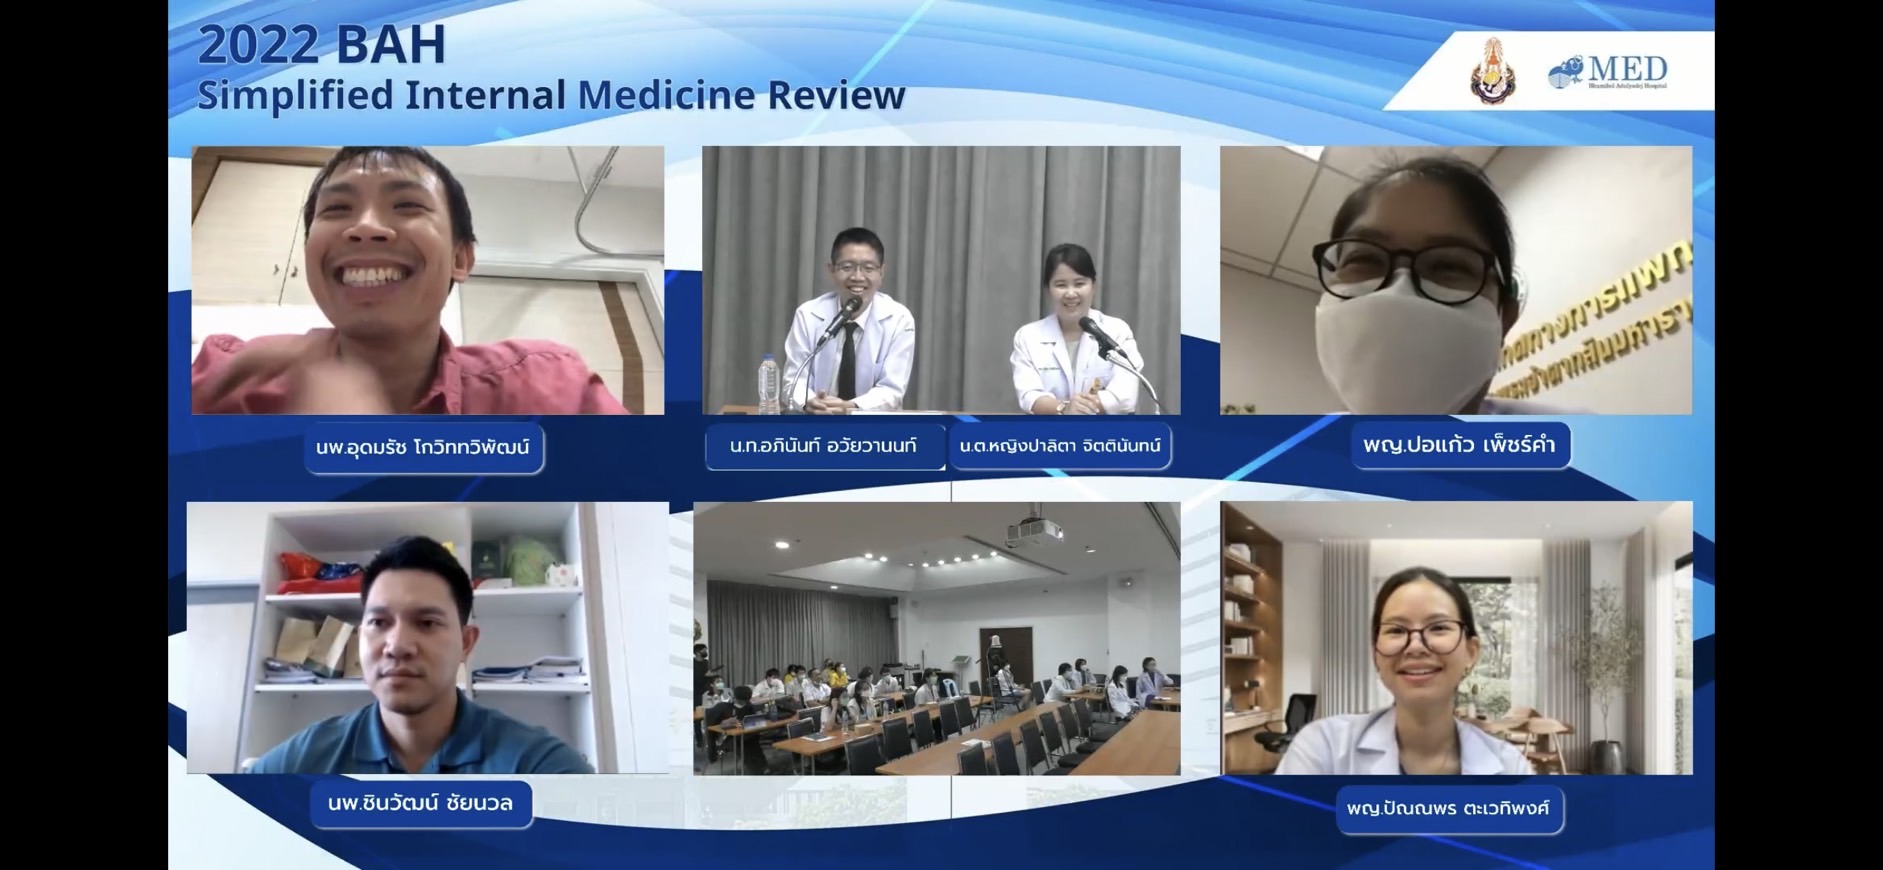 2022 BAH
Simplified Internal Medicine Review
MED
Bhumibol Adulyadej Hospital
นพ.อุดมรัช โกวิททวิพัฒน์
น.ท.อภินันท์ อวัยวานนท์
น.ต.หญิงปาลิตา จิตตินันทน์
พญ.ปอแก้ว เพ็ชร์คำ
นพ.ชินวัฒน์ ชัยนวล
พญ.ปัณณพร ตะเวทิพงศ์